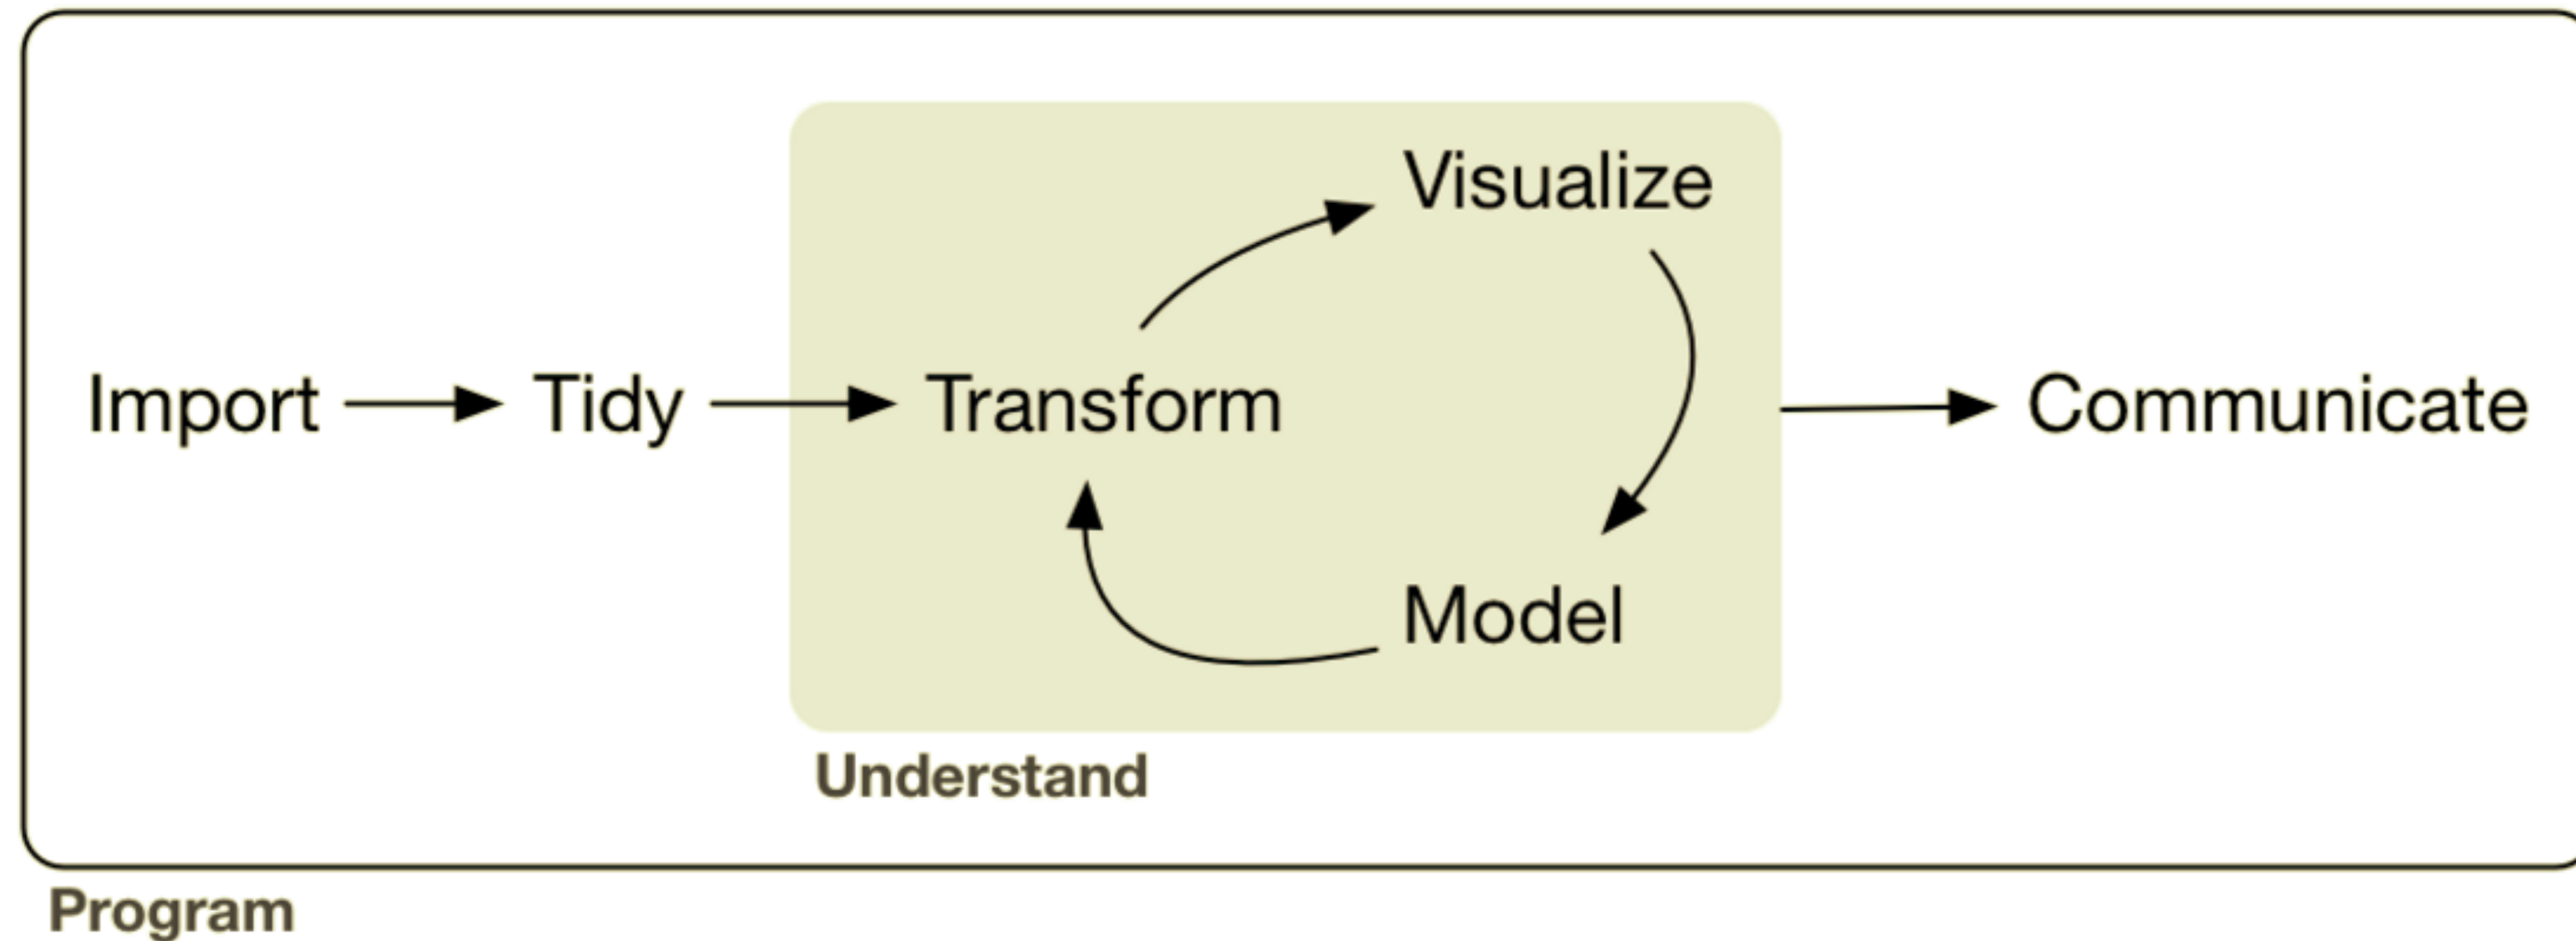 Visualize
Import Tidy Transform Communicate
Model
Understand
Program